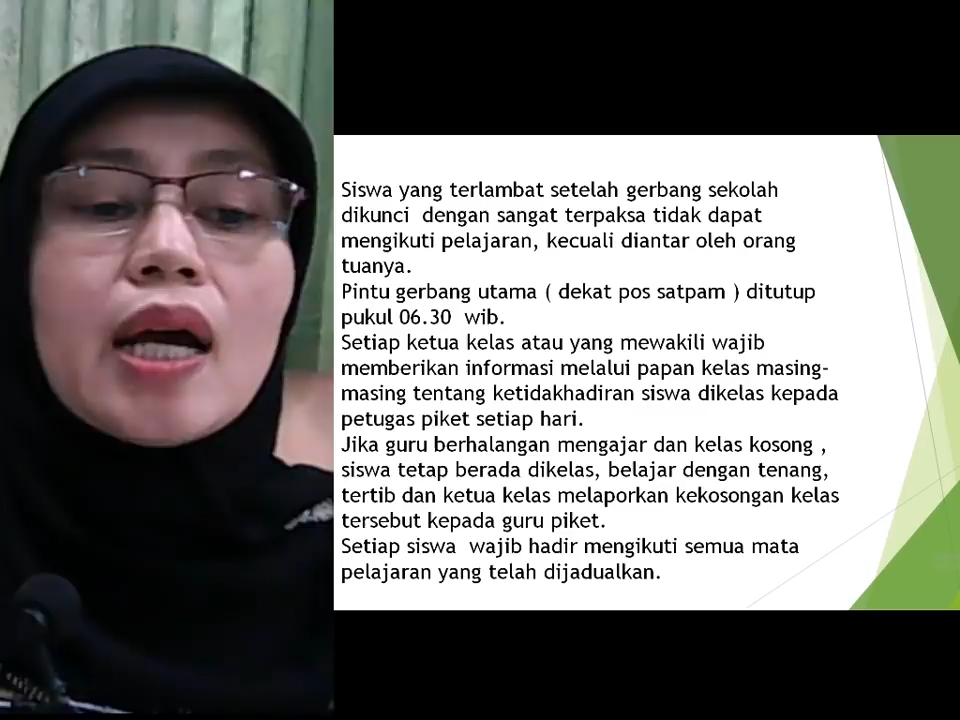 Siswa yang terlambat setelah gerbang sekolah
dikunci dengan sangat terpaksa tidak dapat
mengikuti pelajaran, kecuali diantar oleh orang
tuanya.
Pintu gerbang utama ( dekat pos satpam ) ditutup
pukul 06.30 wib.
Setiap ketua kelas atau yang mewakili wajib
memberikan informasi melalui papan kelas masing-
masing tentang ketidakhadiran siswa dikelas kepada
petugas piket setiap hari.
Jika guru berhalangan mengajar dan kelas kosong ,
siswa tetap berada dikelas, belajar dengan tenang,
tertib dan ketua kelas melaporkan kekosongan kelas
tersebut kepada guru piket.
Setiap siswa wajib hadir mengikuti semua mata
pelajaran yang telah dijadualkan.